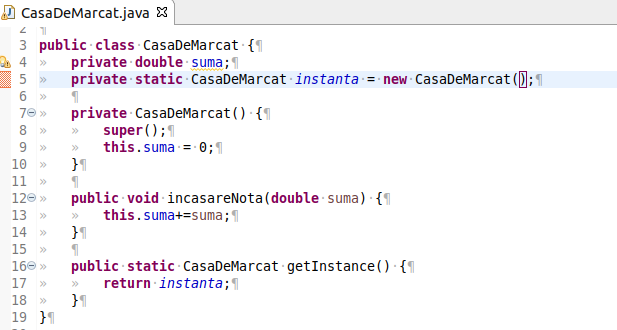 CasaDeMarcat.java
2
3 public class CasaDeMarcat {
4 private double suma;
5 private static CasaDeMarcat instanta = new CasaDeMarcat();
6
7 private CasaDeMarcat() {
8 super();
9 this.suma = 0;
10 }
11
12 public void incasareNota(double suma) {
13 this.suma+=suma;
14 }
15
16 public static CasaDeMarcat getInstance() {
17 return instanta;
18 }
19 }